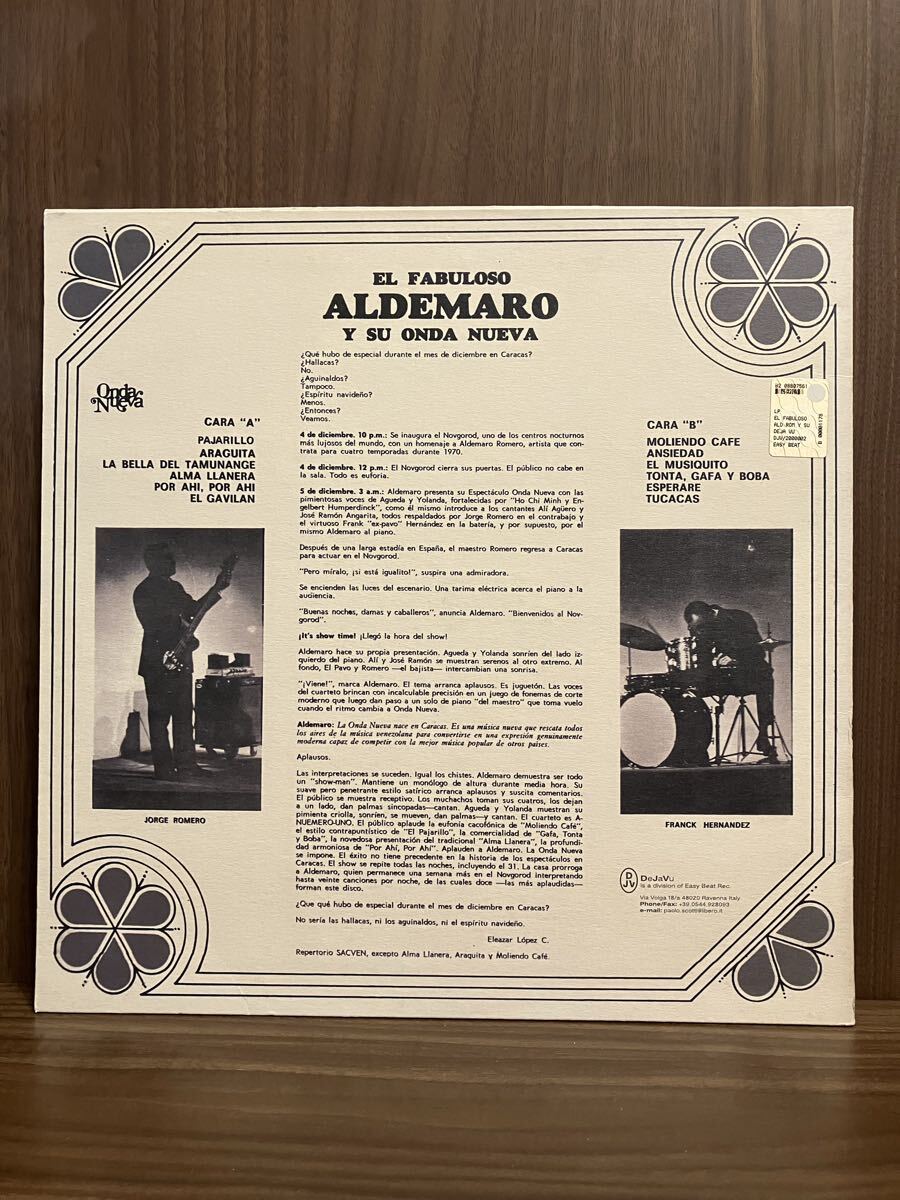 EL FABULOSO
ALDEMARO
Y SU ONDA NUEVA
Onda
Nueva
CARA "A"
PAJARILLO
ARAGUITA
LA BELLA DEL TAMUNANGE
ALMA LLANERA
POR AHI, POR AHI
EL GAVILAN
JORGE ROMERO
¿Qué hubo de especial durante el mes de diciembre en Caracas?
¿Hallacas?
No.
¿Aguinaldos?
Tampoco.
¿Espíritu navideño?
Menos.
¿Entonces?
Veamos.
4 de diciembre. 10 p.m.: Se inaugura el Novgorod, uno de los centros nocturnos
más lujosos del mundo, con un homenaje a Aldemaro Romero, artista que con-
trata para cuatro temporadas durante 1970.
4 de diciembre. 12 p.m.: El Novgorod cierra sus puertas. El público no cabe en
la sala. Todo es euforia.
5 de diciembre. 3 a.m.: Aldemaro presenta su Espectáculo Onda Nueva con las
pimientosas voces de Agueda y Yolanda, fortalecidas por "Ho Chi Minh y En-
gelbert Humperdinck", como él mismo introduce a los cantantes Alí Agüero y
José Ramón Angarita, todos respaldados por Jorge Romero en el contrabajo y
el virtuoso Frank "ex-pavo" Hernández en la batería, y por supuesto, por el
mismo Aldemaro al piano.
Después de una larga estadía en España, el maestro Romero regresa a Caracas
para actuar en el Novgorod.
"Pero míralo, ¡si está igualito!", suspira una admiradora.
Se encienden las luces del escenario. Una tarima eléctrica acerca el piano a la
audiencia.
"Buenas noches, damas y caballeros", anuncia Aldemaro. "Bienvenidos al Nov-
gorod".
¡It's show time! ¡Llegó la hora del show!
Aldemaro hace su propia presentación. Agueda y Yolanda sonríen del lado iz-
quierdo del piano. Alí y José Ramón se muestran serenos al otro extremo. Al
fondo, El Pavo y Romero —el bajista— intercambian una sonrisa.
"¡Viene!", marca Aldemaro. El tema arranca aplausos. Es juguetón. Las voces
del cuarteto brincan con incalculable precisión en un juego de fonemas de corte
moderno que luego dan paso a un solo de piano "del maestro" que toma vuelo
cuando el ritmo cambia a Onda Nueva.
Aldemaro: La Onda Nueva nace en Caracas. Es una música nueva que rescata todos
los aires de la música venezolana para convertirse en una expresión genuinamente
moderna capaz de competir con la mejor música popular de otros países.
Aplausos.
Las interpretaciones se suceden. Igual los chistes. Aldemaro demuestra ser todo
un "show-man". Mantiene un monólogo de altura durante media hora. Su
suave pero penetrante estilo satírico arranca aplausos y suscita comentarios.
El público se muestra receptivo. Los muchachos toman sus cuatros, los dejan
a un lado, dan palmas sincopadas—cantan. Agueda y Yolanda muestran su
pimienta criolla, sonríen, se mueven, dan palmas—y cantan. El cuarteto es A-
NUEMERO-UNO. El público aplaude la eufonía cacofónica de "Moliendo Café",
el estilo contrapuntístico de "El Pajarillo", la comercialidad de "Gafa, Tonta
y Boba", la novedosa presentación del tradicional "Alma Llanera", la profundi-
dad armoniosa de "Por Ahí, Por Ahí". Aplauden a Aldemaro. La Onda Nueva
se impone. El éxito no tiene precedente en la historia de los espectáculos en
Caracas. El show se repite todas las noches, incluyendo el 31. La casa prorroga
a Aldemaro, quien permanece una semana más en el Novgorod interpretando
hasta veinte canciones por noche, de las cuales doce —las más aplaudidas—
forman este disco.
¿Que qué hubo de especial durante el mes de diciembre en Caracas?
No sería las hallacas, ni los aguinaldos, ni el espíritu navideño.
Eleazar López C.
Repertorio SACVEN, excepto Alma Llanera, Araguita y Moliendo Café.
CARA "B"
MOLIENDO CAFE
ANSIEDAD
EL MUSIQUITO
TONTA, GAFA Y BOBA
ESPERARE
TUCACAS
LP
EL FABULOSO
ALD.ROM Y SU
DEJA VU
DJV/2000002
EASY BEAT
D 00001178
FRANCK HERNANDEZ
DJV
DeJaVu
is a division of Easy Beat Rec.
Via Volga 18/a 48020 Ravenna Italy
Phone/Fax: +39.0544.928093
e-mail: paolo.scotti@libero.it